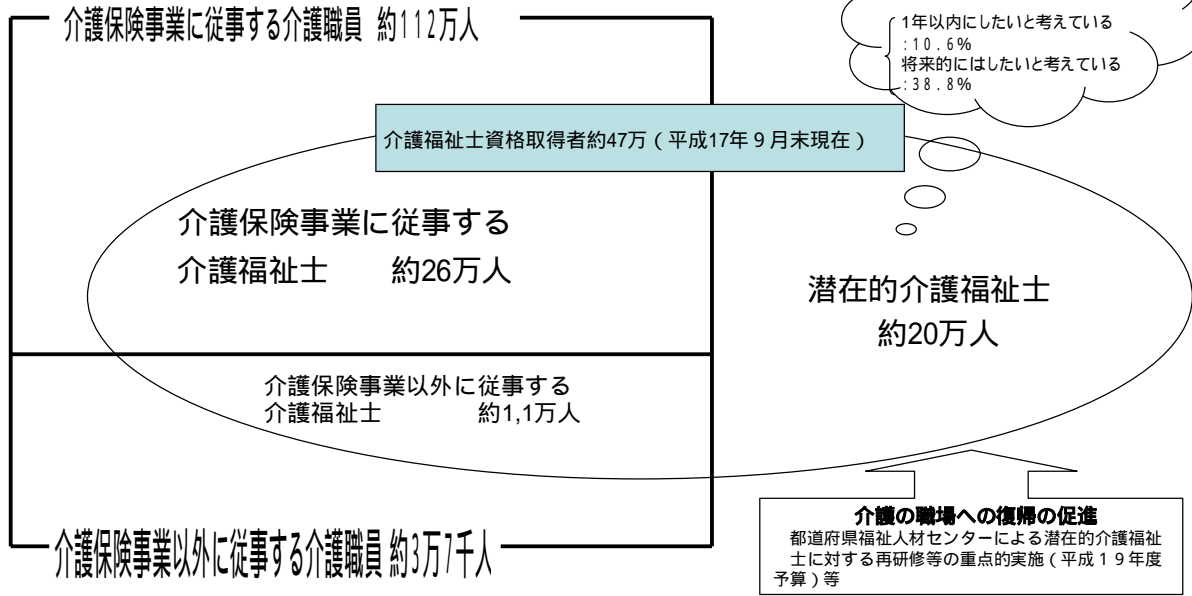 介護保険事業に従事する介護職員 約112万人
1年以内にしたいと考えている
:10.6%
将来的にはしたいと考えている
:38.8%
介護福祉士資格取得者約47万(平成17年9月末現在)
介護保険事業に従事する
介護福祉士 約26万人
潜在的介護福祉士
約20万人
介護保険事業以外に従事する
介護福祉士 約1,1万人
介護保険事業以外に従事する介護職員 約3万7千人
介護の職場への復帰の促進
都道府県福祉人材センターによる潜在的介護福祉
士に対する再研修等の重点的実施(平成19年度
予算)等